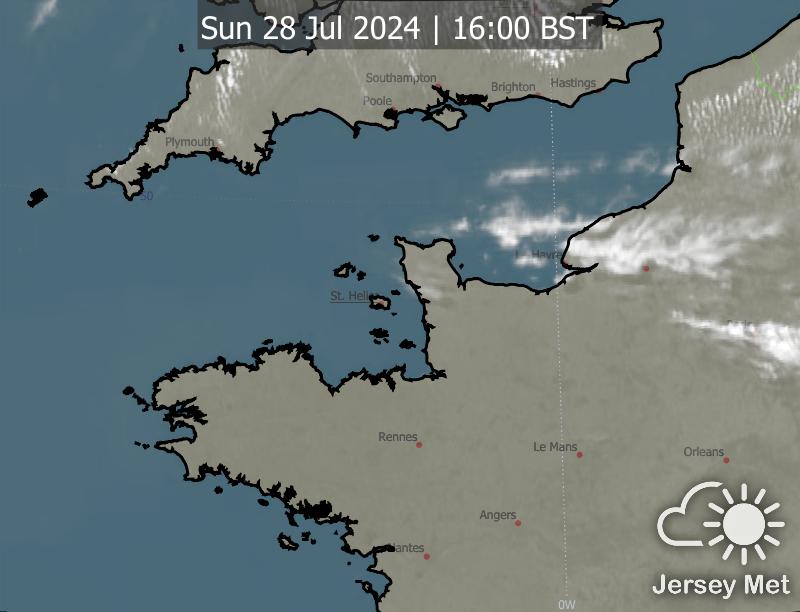 Sun 28 Jul 2024 | 16:00 BST
Southampton
Brighton
Hastings
Poole
Plymouth
50
St. Helier
Rennes
Le Mans
Orleans
Angers
Nantes
0W
Jersey Met